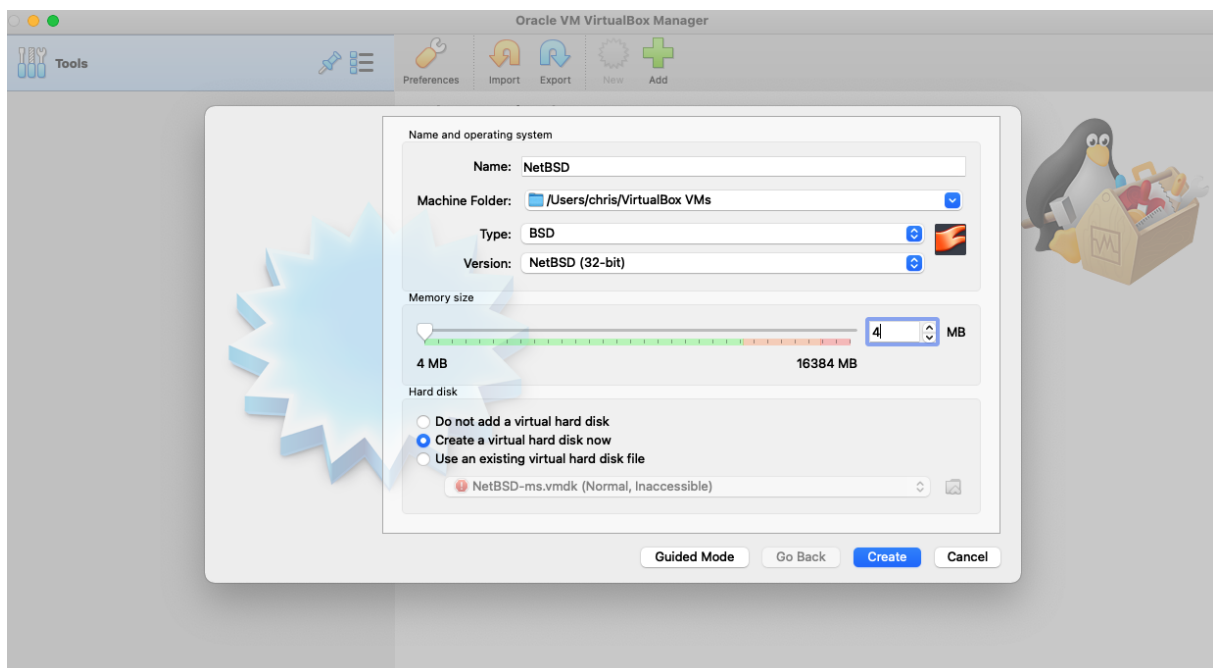 Oracle VM VirtualBox Manager
Tools
Preferences Import Export New Add
Name and operating system
Name: NetBSD
Machine Folder: /Users/chris/VirtualBox VMs
Type: BSD
Version: NetBSD (32-bit)
Memory size
4 MB
4 MB 16384 MB
Hard disk
Do not add a virtual hard disk
Create a virtual hard disk now
Use an existing virtual hard disk file
NetBSD-ms.vmdk (Normal, Inaccessible)
Guided Mode Go Back Create Cancel